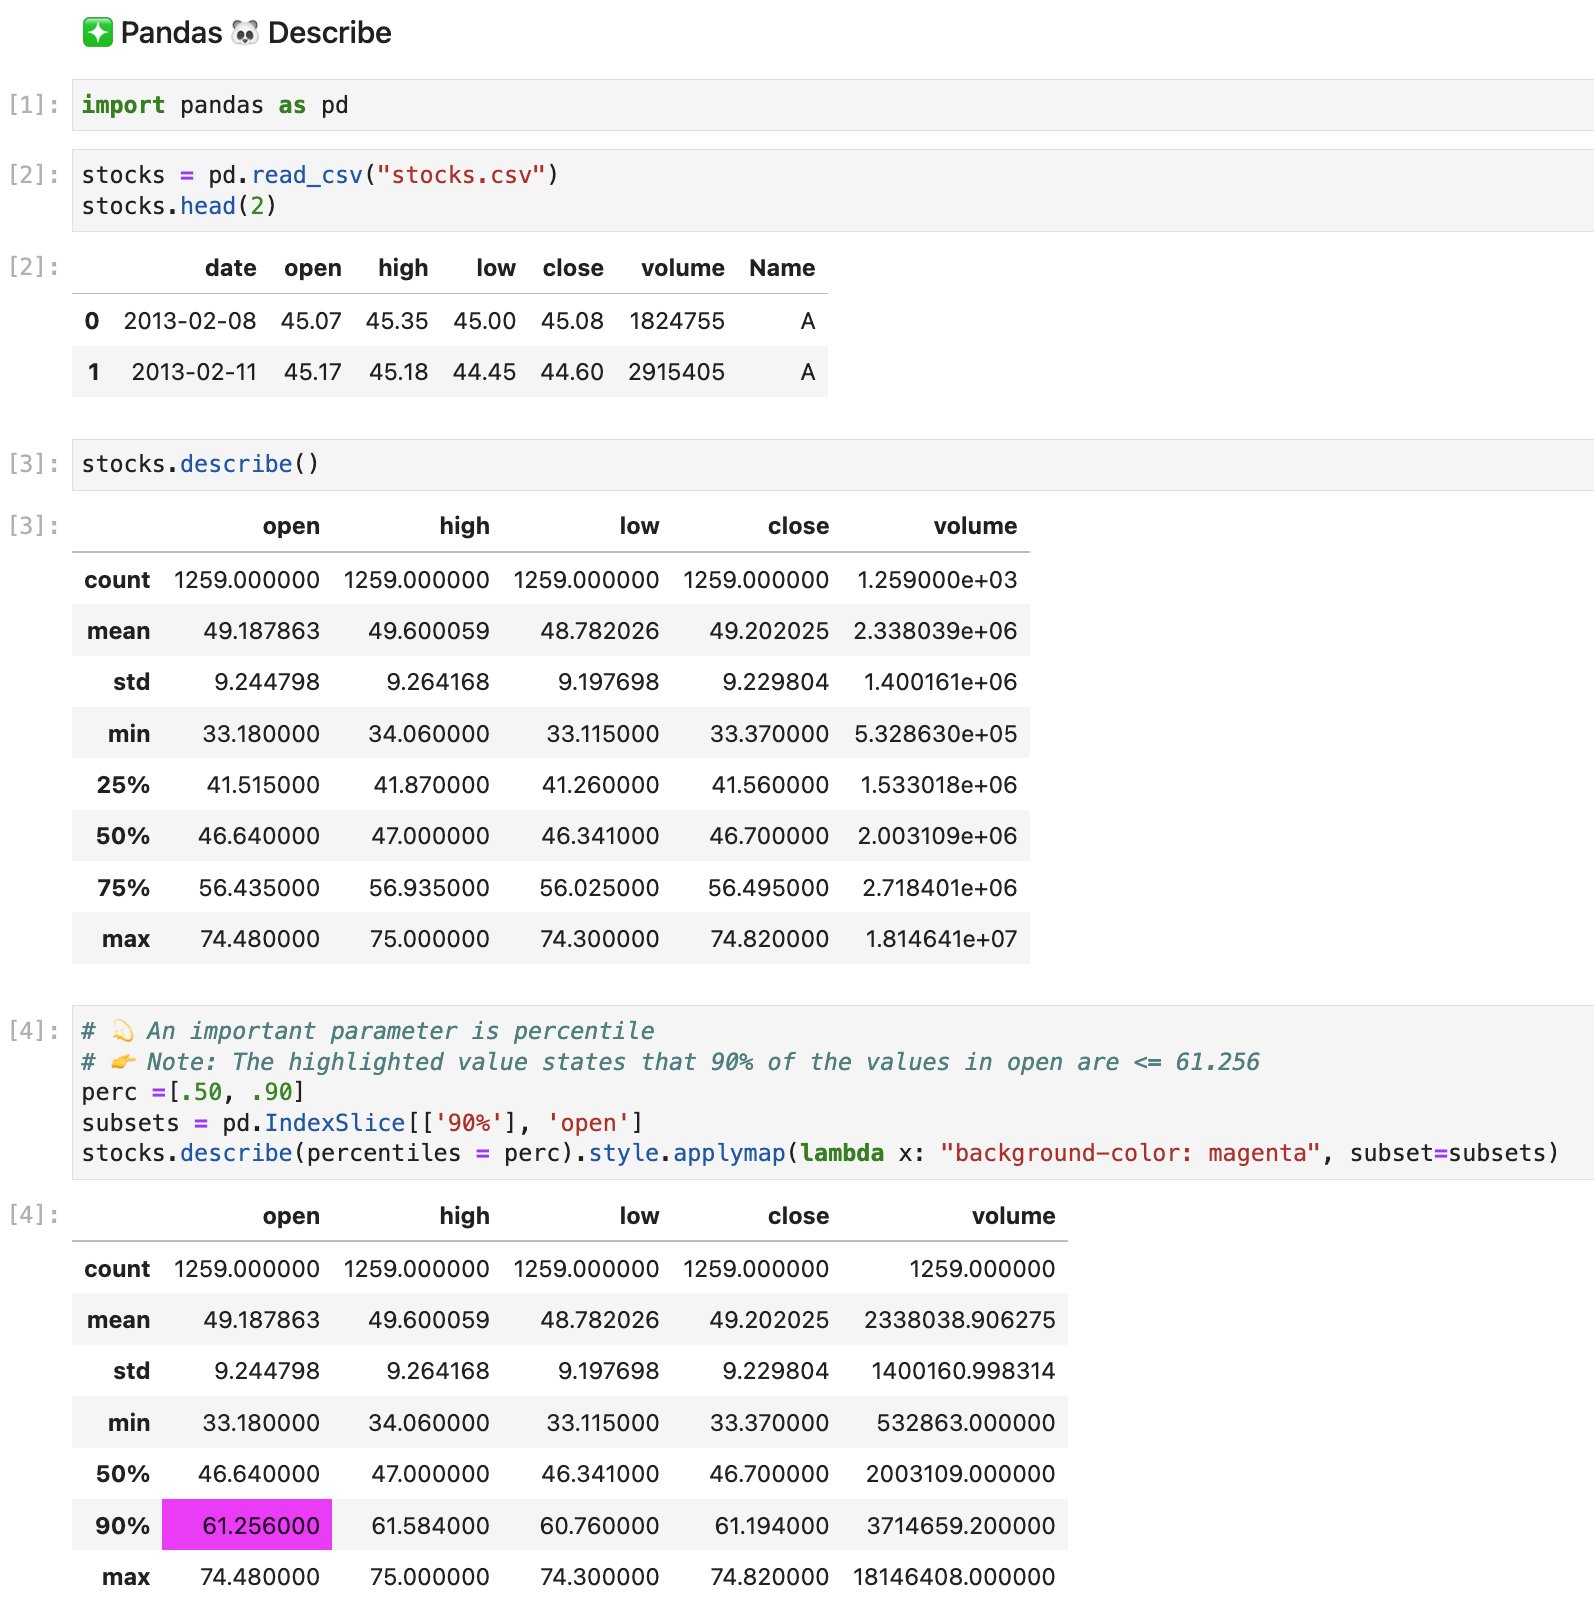 ❇️ Pandas 🐼 Describe
[1]: import pandas as pd
[2]: stocks = pd.read_csv("stocks.csv")
stocks.head(2)
[2]: date open high low close volume Name
0 2013-02-08 45.07 45.35 45.00 45.08 1824755 A
1 2013-02-11 45.17 45.18 44.45 44.60 2915405 A
[3]: stocks.describe()
[3]: open high low close volume
count 1259.000000 1259.000000 1259.000000 1259.000000 1.259000e+03
mean 49.187863 49.600059 48.782026 49.202025 2.338039e+06
std 9.244798 9.264168 9.197698 9.229804 1.400161e+06
min 33.180000 34.060000 33.115000 33.370000 5.328630e+05
25% 41.515000 41.870000 41.260000 41.560000 1.533018e+06
50% 46.640000 47.000000 46.341000 46.700000 2.003109e+06
75% 56.435000 56.935000 56.025000 56.495000 2.718401e+06
max 74.480000 75.000000 74.300000 74.820000 1.814641e+07
[4]: # 💫 An important parameter is percentile
# 👉 Note: The highlighted value states that 90% of the values in open are <= 61.256
perc =[.50, .90]
subsets = pd.IndexSlice[['90%'], 'open']
stocks.describe(percentiles = perc).style.applymap(lambda x: "background-color: magenta", subset=subsets)
[4]: open high low close volume
count 1259.000000 1259.000000 1259.000000 1259.000000 1259.000000
mean 49.187863 49.600059 48.782026 49.202025 2338038.906275
std 9.244798 9.264168 9.197698 9.229804 1400160.998314
min 33.180000 34.060000 33.115000 33.370000 532863.000000
50% 46.640000 47.000000 46.341000 46.700000 2003109.000000
90% 61.256000 61.584000 60.760000 61.194000 3714659.200000
max 74.480000 75.000000 74.300000 74.820000 18146408.000000